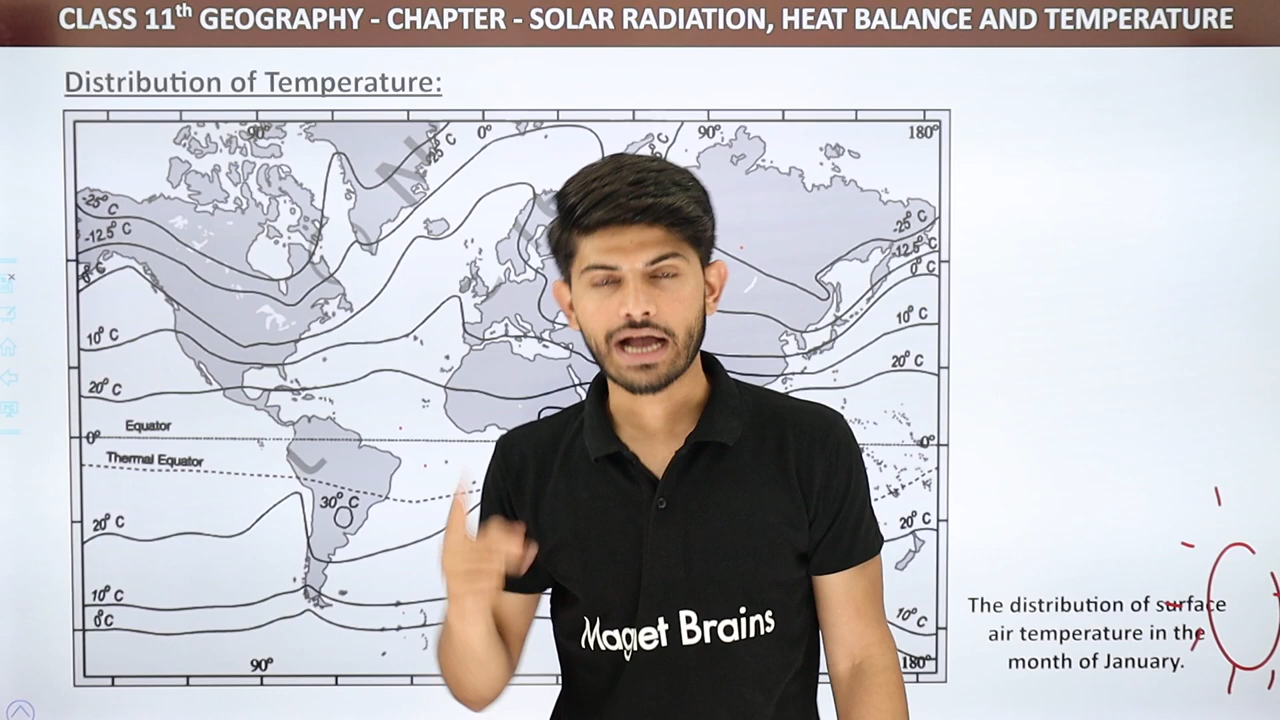 CLASS 11th GEOGRAPHY - CHAPTER - SOLAR RADIATION, HEAT BALANCE AND TEMPERATURE
Distribution of Temperature:
90° 0° 90° 180°
-25° C
-25° C
-12.5° C
-25° C
-12.5° C
0° C
0° C
10° C
10° C
20° C
20° C
Equator
0°
0°
Thermal Equator
30° C
20° C
20° C
10° C
0° C
10° C
90°
180°
Magnet Brains
The distribution of surface
air temperature in the
month of January.